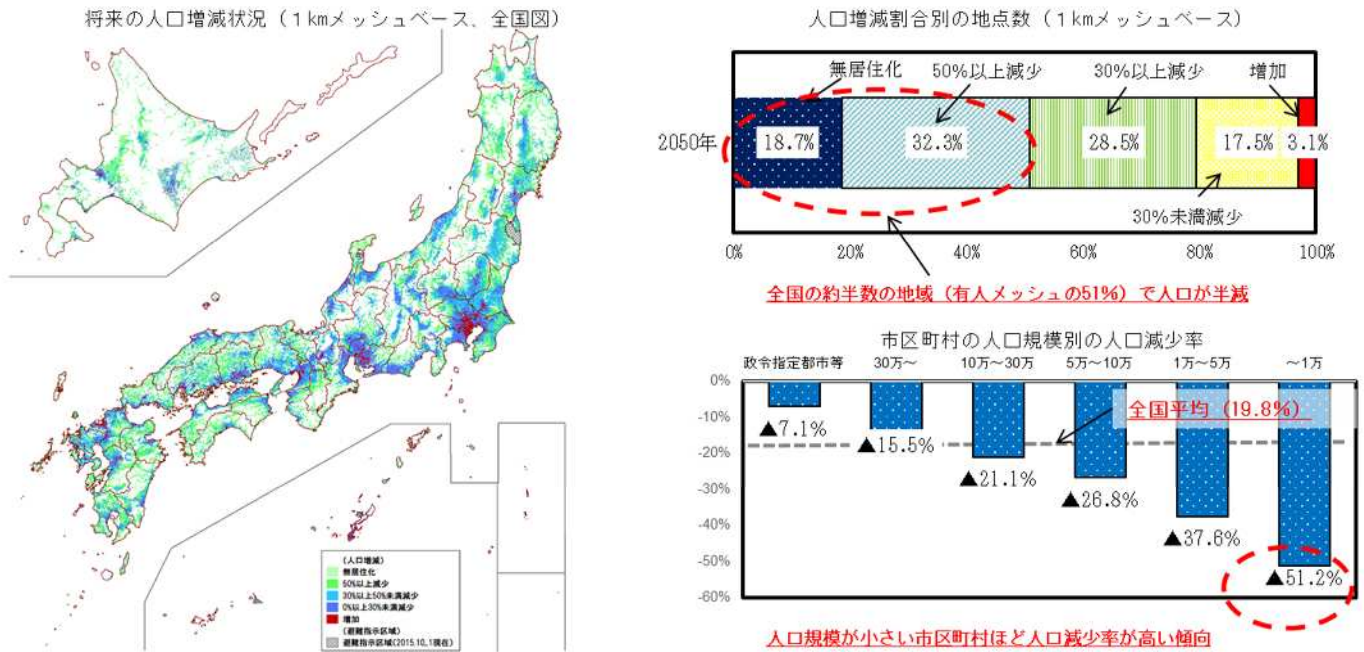 将来の人口増減状況（１kmメッシュベース、全国図）
（人口増減）
無居住化
50%以上減少
30%以上50%未満減少
0%以上30%未満減少
増加
（避難指示区域）
避難指示区域(2015.10.1現在)
人口増減割合別の地点数（１kmメッシュベース）
無居住化
50%以上減少
30%以上減少
増加
2050年
18.7%
32.3%
28.5%
17.5%
3.1%
30%未満減少
0%
20%
40%
60%
80%
100%
全国の約半数の地域（有人メッシュの51%）で人口が半減
市区町村の人口規模別の人口減少率
政令指定都市等
30万～
10万～30万
5万～10万
1万～5万
～1万
0%
-10%
-20%
-30%
-40%
-50%
-60%
全国平均（19.8%）
▲7.1%
▲15.5%
▲21.1%
▲26.8%
▲37.6%
▲51.2%
人口規模が小さい市区町村ほど人口減少率が高い傾向